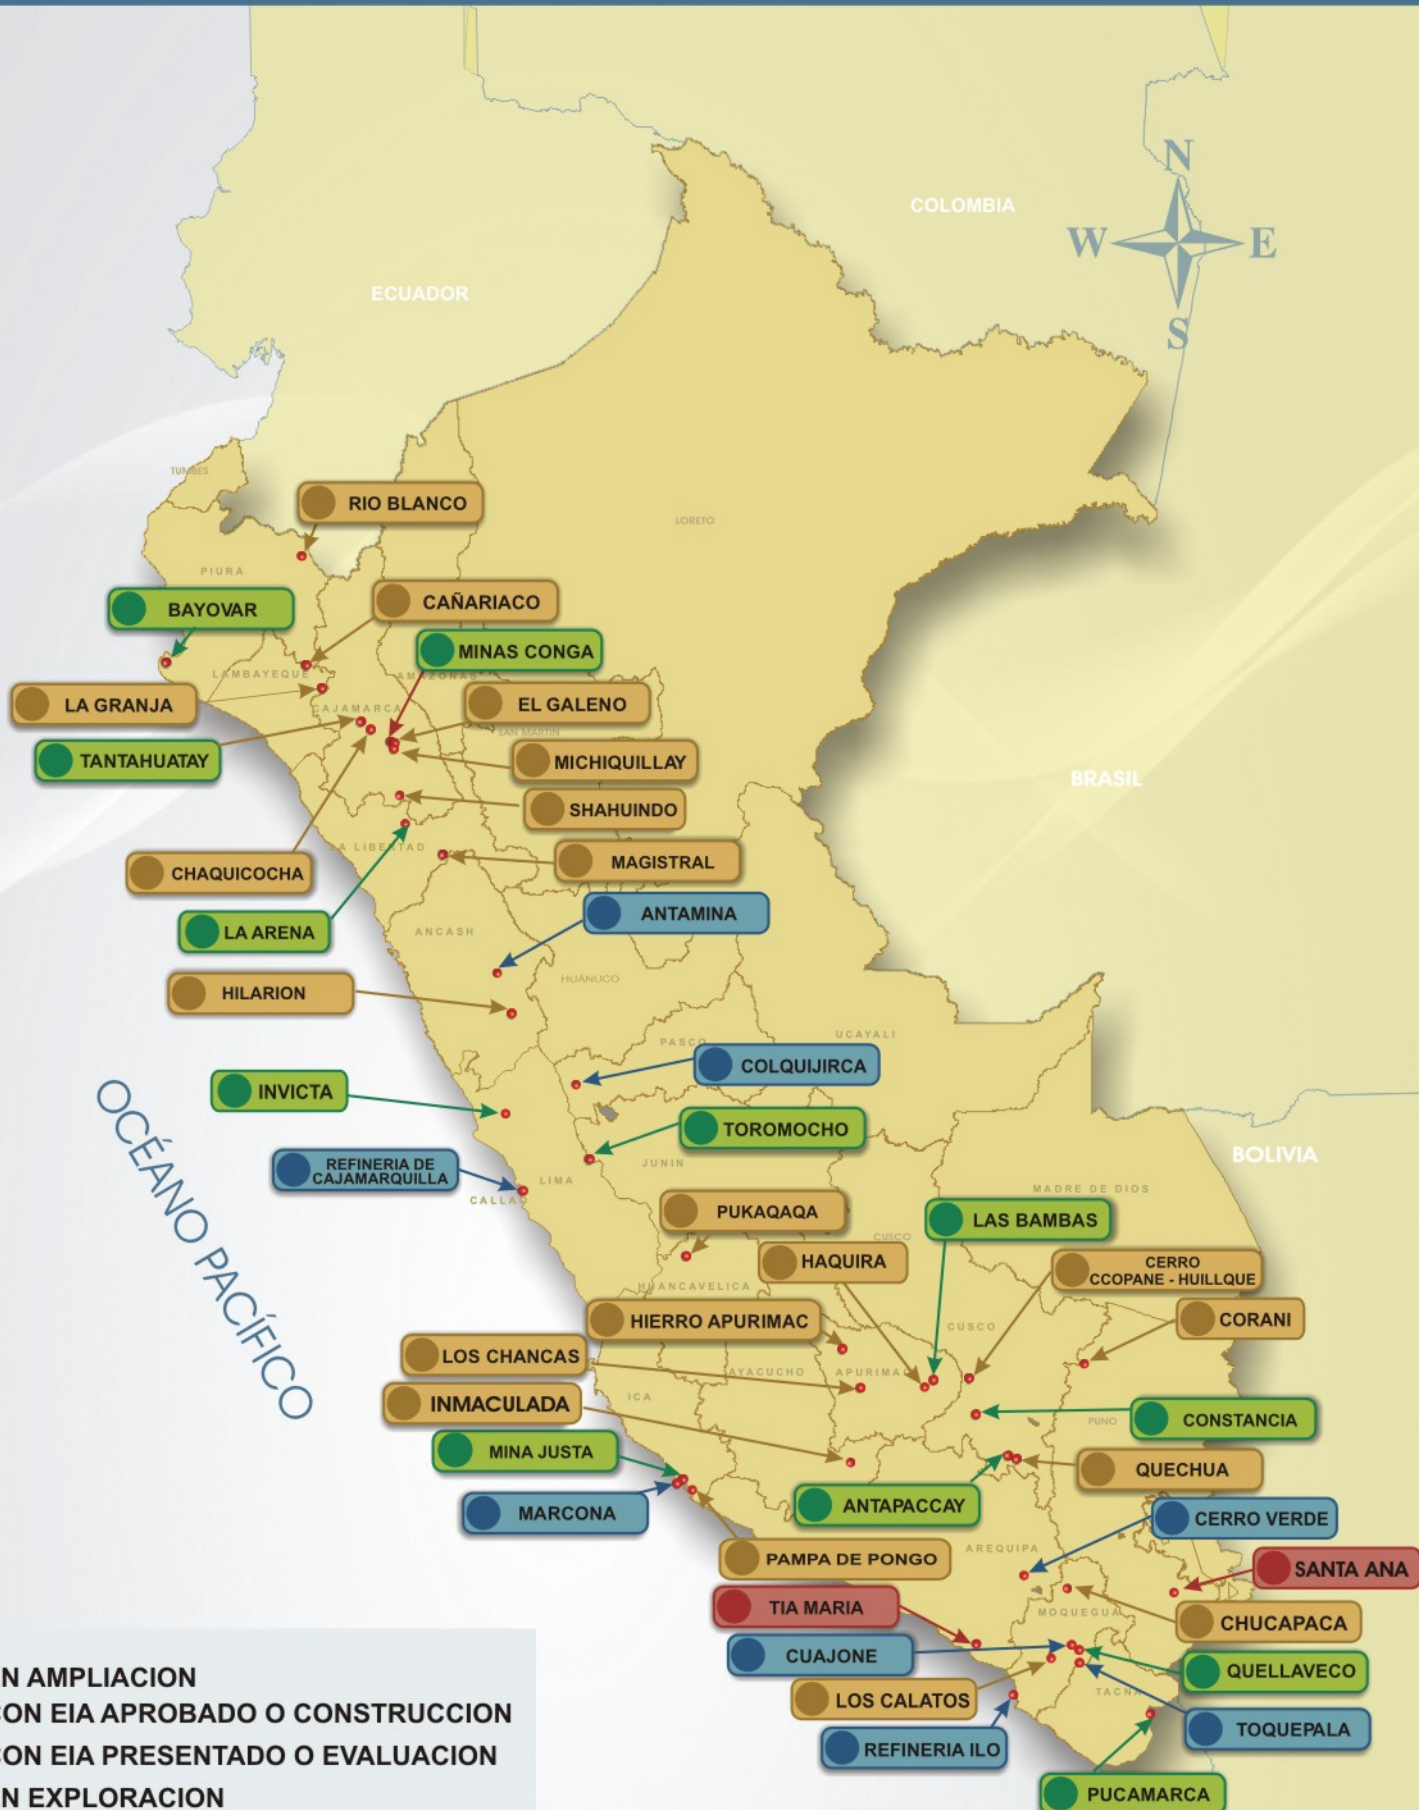 N
COLOMBIA
W
E
ECUADOR
S
TUMBES
RIO BLANCO
LORETO
PIURA
BAYOVAR
CAÑARIACO
MINAS CONGA
LAMBAYEQUE
AMAZONAS
LA GRANJA
CAJAMARCA
EL GALENO
SAN MARTIN
TANTAHUATAY
MICHIQUILLAY
BRASIL
SHAHUINDO
LA LIBERTAD
MAGISTRAL
CHAQUICOCHA
ANTAMINA
LA ARENA
ANCASH
HUÁNUCO
HILARION
UCAYALI
PASCO
COLQUIJIRCA
INVICTA
OCÉANO PACÍFICO
TOROMOCHO
BOLIVIA
REFINERIA DE
CAJAMARQUILLA
JUNIN
LIMA
MADRE DE DIOS
CALLAO
PUKAQAQA
LAS BAMBAS
CUSCO
HAQUIRA
CERRO
CCOPANE - HUILLQUE
HUANCAVELICA
HIERRO APURIMAC
CUSCO
CORANI
LOS CHANCAS
AYACUCHO
APURIMAC
ICA
INMACULADA
CONSTANCIA
PUNO
MINA JUSTA
QUECHUA
MARCONA
ANTAPACCAY
CERRO VERDE
AREQUIPA
PAMPA DE PONGO
SANTA ANA
TIA MARIA
MOQUEGUA
CHUCAPACA
CUAJONE
QUELLAVECO
LOS CALATOS
TACNA
TOQUEPALA
REFINERIA ILO
PUCAMARCA
N AMPLIACION
CON EIA APROBADO O CONSTRUCCION
CON EIA PRESENTADO O EVALUACION
N EXPLORACION